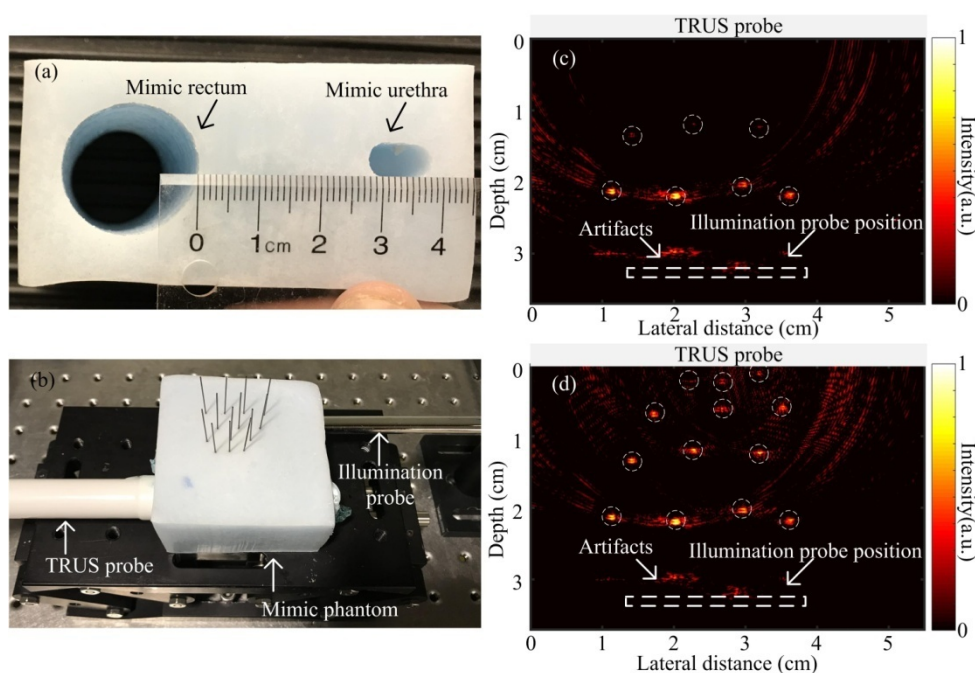 (a)
Mimic rectum
Mimic urethra
0 1 cm 2 3 4
(b)
Illumination
probe
TRUS probe
Mimic phantom
TRUS probe
(c)
0
1
2
3
Depth (cm)
Artifacts
Illumination probe position
0 1 2 3 4 5
Lateral distance (cm)
1
Intensity(a.u.)
0
TRUS probe
(d)
0
1
2
3
Depth (cm)
Artifacts
Illumination probe position
0 1 2 3 4 5
Lateral distance (cm)
1
Intensity(a.u.)
0